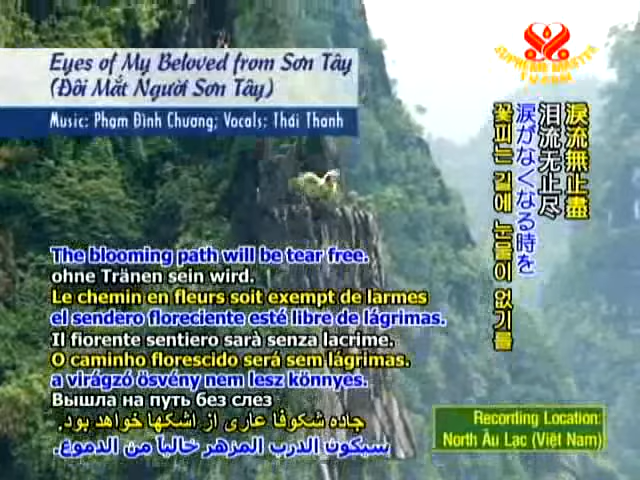 Eyes of My Beloved from Sơn Tây
(Đôi Mắt Người Sơn Tây)
Music: Phạm Đình Chương; Vocals: Thái Thanh
SUPREME MASTER
TV.COM
淚流無止盡
泪流无止尽
涙がなくなる時を
꽃피는 길에 눈물이 없기를
The blooming path will be tear free.
ohne Tränen sein wird.
Le chemin en fleurs soit exempt de larmes
el sendero floreciente esté libre de lágrimas.
Il fiorente sentiero sarà senza lacrime.
O caminho florescido será sem lágrimas.
a virágzó ösvény nem lesz könnyes.
Вышла на путь без слез
جاده شکوفا عاری از اشکها خواهد بود.
سيكون الدرب المزهر خالياً من الدموع.
Recording Location:
North Âu Lạc (Việt Nam)